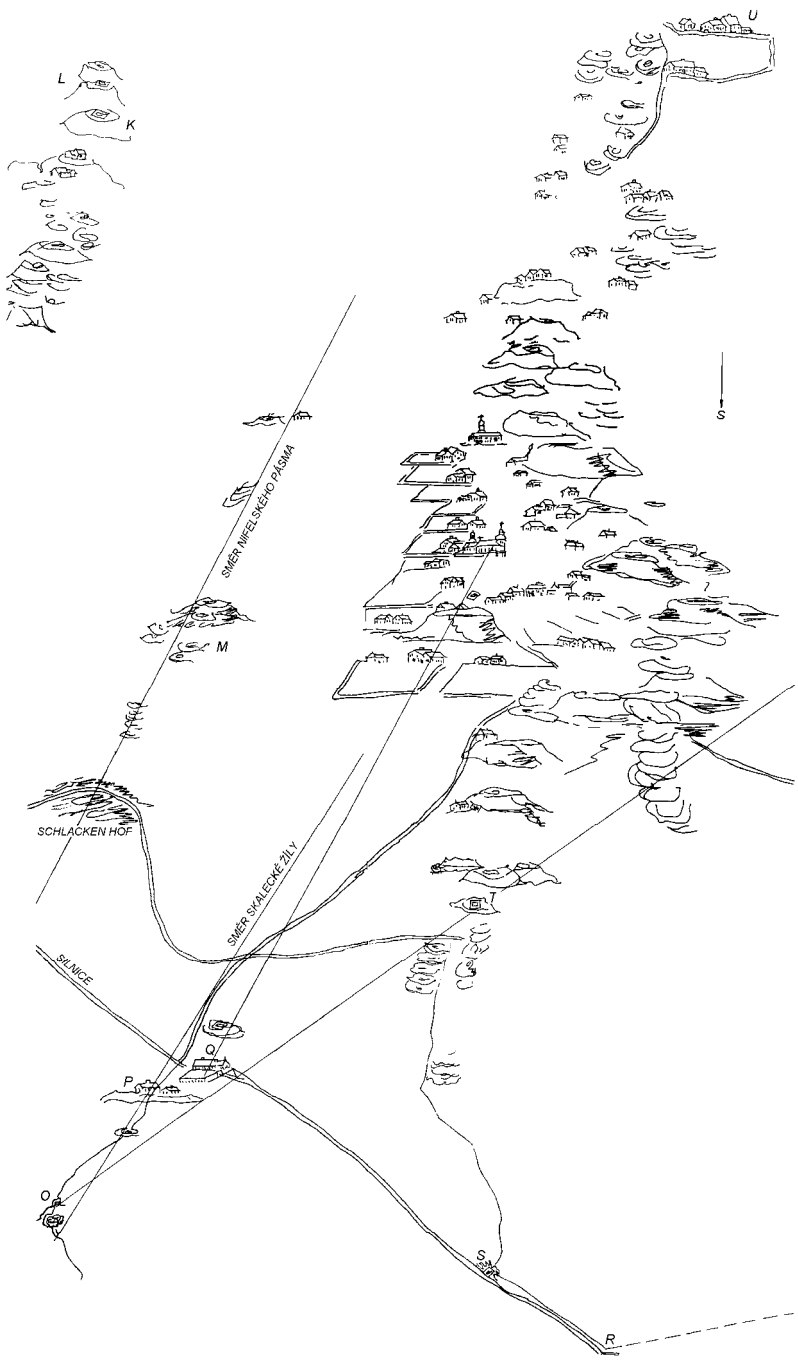 U
L
K
S
SMĚR NIFELSKÉHO PÁSMA
M
SCHLACKEN HOF
SMĚR SKALECKÉ ŽÍLY
T
SILNICE
Q
P
O
S
R